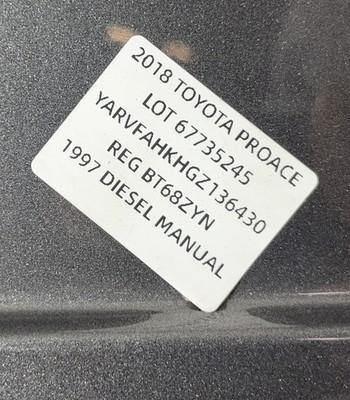 2018 TOYOTA PROACE
LOT 67735245
YARVFAHKHGZ136430
REG BT68ZYN
1997 DIESEL MANUAL